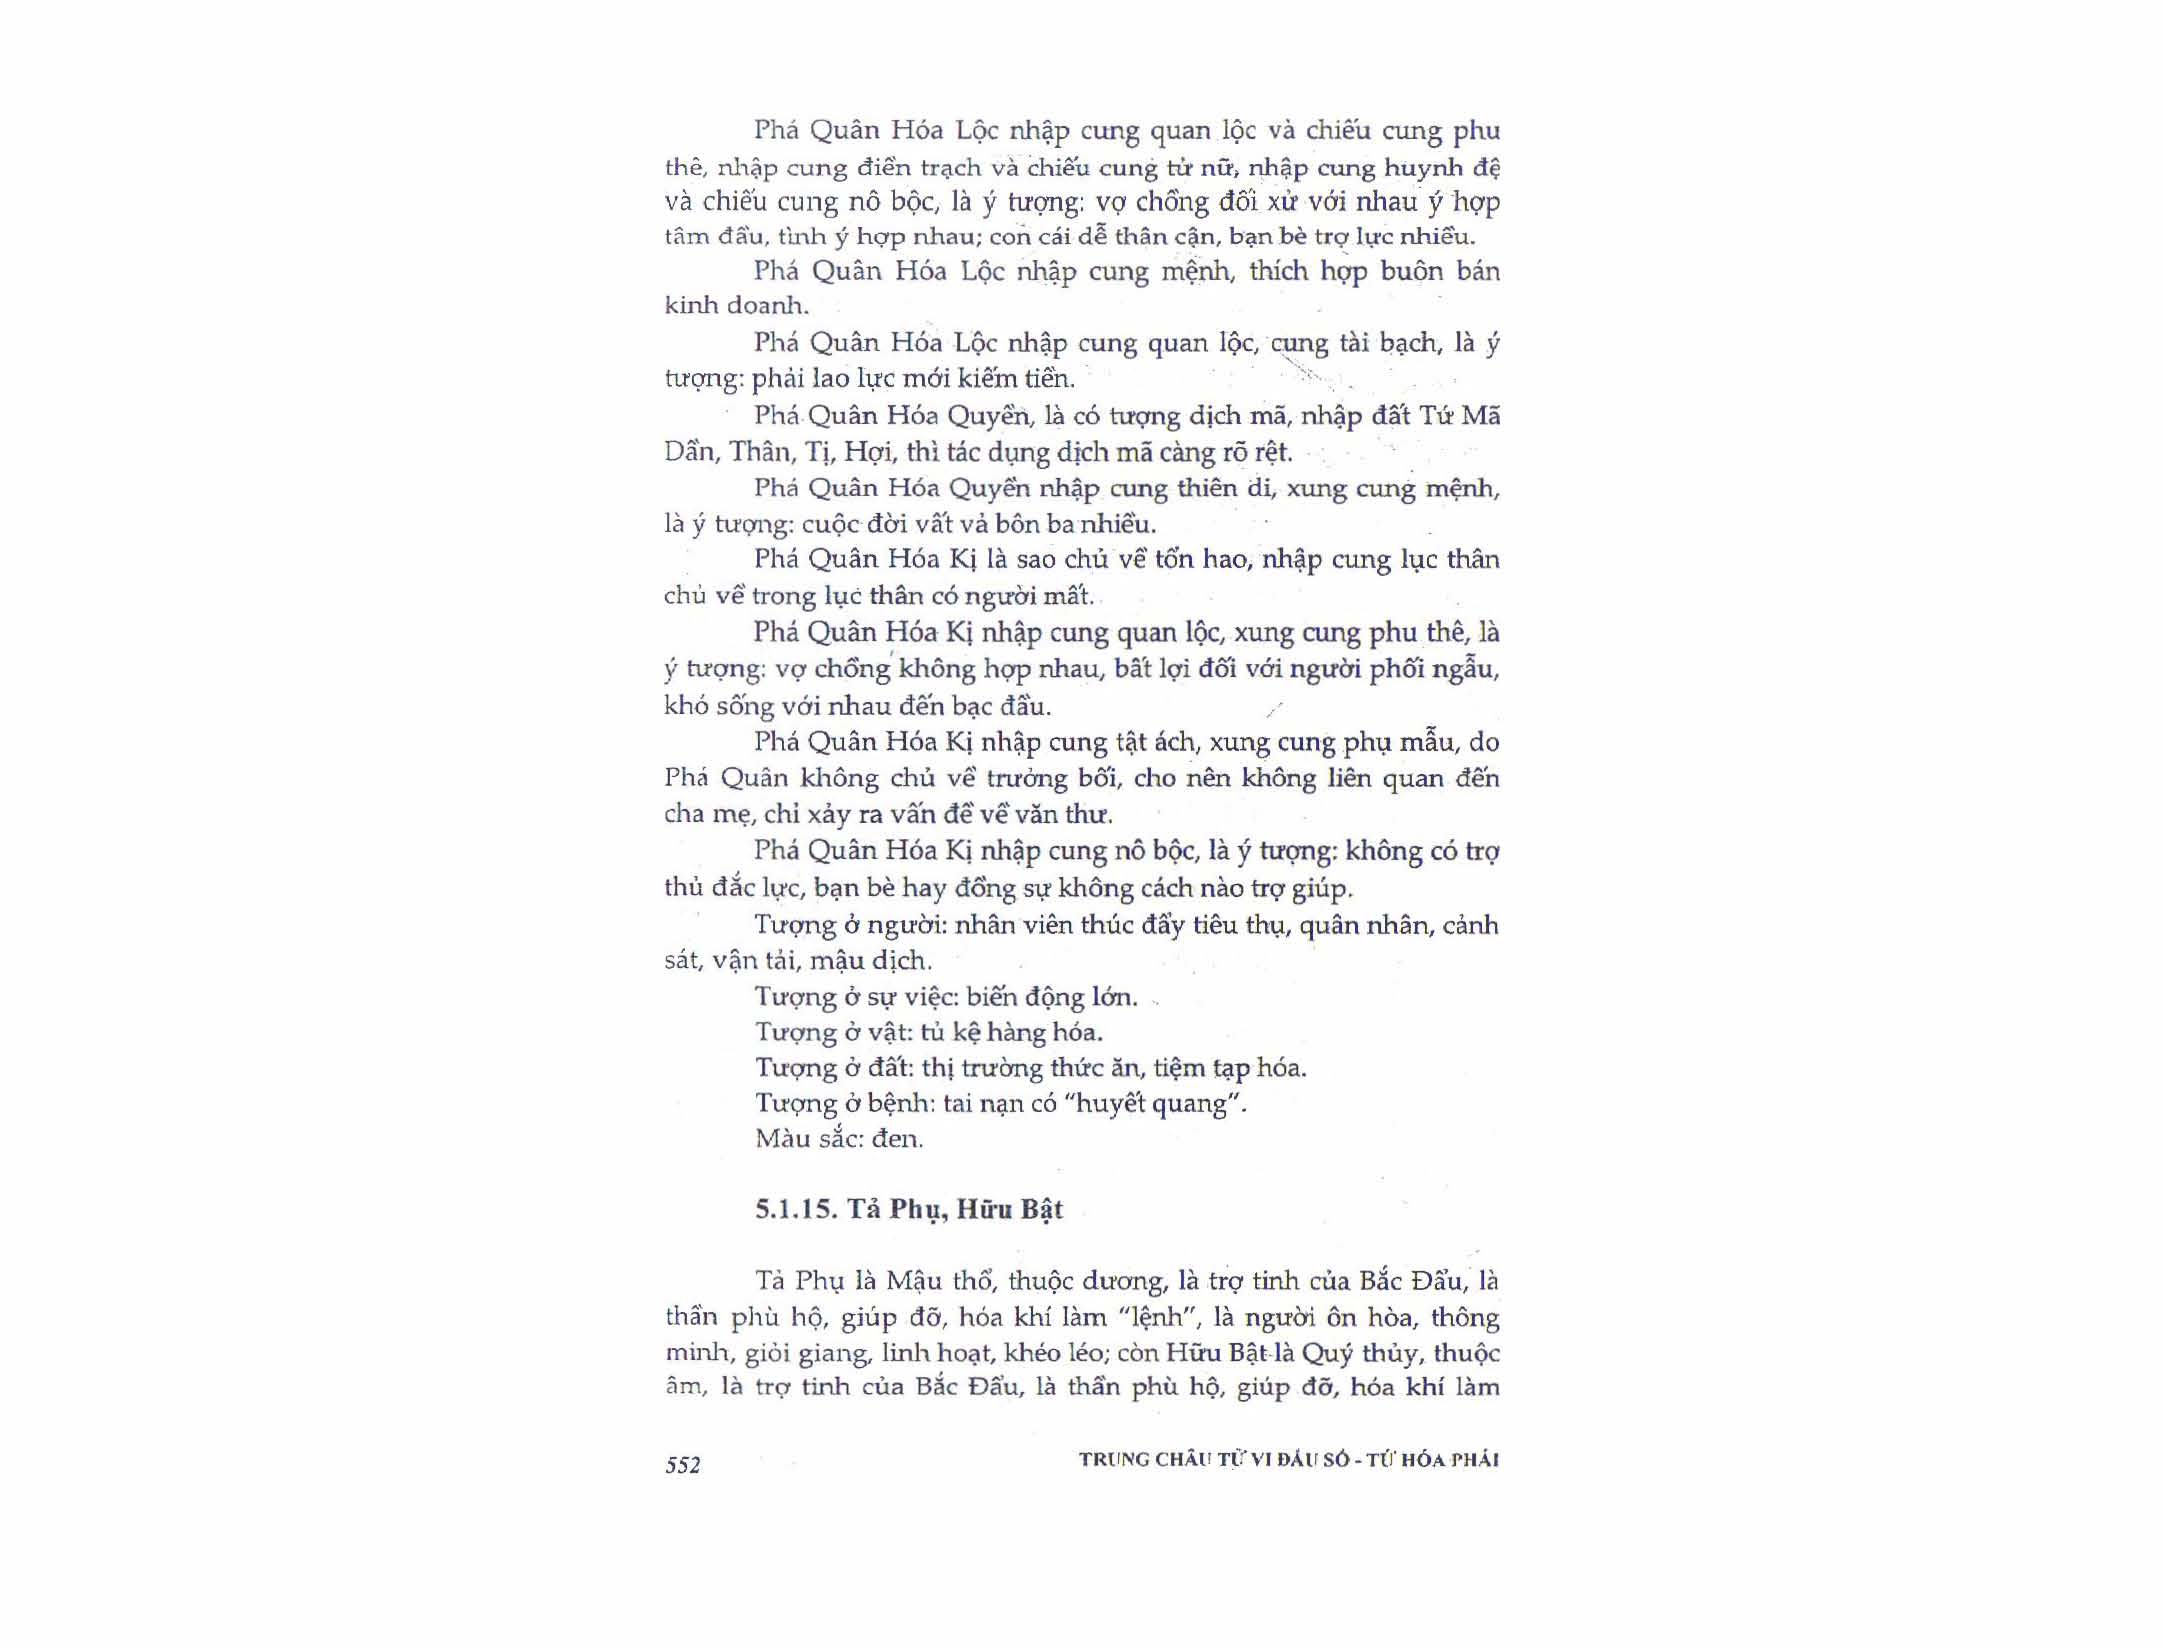 Phá Quân Hóa Lộc nhập cung quan lộc và chiếu cung phu
thê, nhập cung điền trạch và chiếu cung tử nữ, nhập cung huynh đệ
và chiếu cung nô bộc, là ý tượng: vợ chồng đối xử với nhau ý hợp
tâm đầu, tình ý hợp nhau; con cái dễ thân cận, bạn bè trợ lực nhiều.
Phá Quân Hóa Lộc nhập cung mệnh, thích hợp buôn bán
kinh doanh.
Phá Quân Hóa Lộc nhập cung quan lộc, cung tài bạch, là ý
tượng: phải lao lực mới kiếm tiền.
Phá Quân Hóa Quyền, là có tượng dịch mã, nhập đất Tứ Mã
Dần, Thân, Tị, Hợi, thì tác dụng dịch mã càng rõ rệt.
Phá Quân Hóa Quyền nhập cung thiên di, xung cung mệnh,
là ý tượng: cuộc đời vất vả bôn ba nhiều.
Phá Quân Hóa Kị là sao chủ về tổn hao, nhập cung lục thân
chủ về trong lục thân có người mất.
Phá Quân Hóa Kị nhập cung quan lộc, xung cung phu thê, là
ý tượng: vợ chồng không hợp nhau, bất lợi đối với người phối ngẫu,
khó sống với nhau đến bạc đầu.
Phá Quân Hóa Kị nhập cung tật ách, xung cung phụ mẫu, do
Phá Quân không chủ về trưởng bối, cho nên không liên quan đến
cha mẹ, chỉ xảy ra vấn đề về văn thư.
Phá Quân Hóa Kị nhập cung nô bộc, là ý tượng: không có trợ
thủ đắc lực, bạn bè hay đồng sự không cách nào trợ giúp.
Tượng ở người: nhân viên thúc đẩy tiêu thụ, quân nhân, cảnh
sát, vận tải, mậu dịch.
Tượng ở sự việc: biến động lớn.
Tượng ở vật: tủ kệ hàng hóa.
Tượng ở đất: thị trường thức ăn, tiệm tạp hóa.
Tượng ở bệnh: tai nạn có "huyết quang".
Màu sắc: đen.
5.1.15. Tả Phụ, Hữu Bật
Tả Phụ là Mậu thổ, thuộc dương, là trợ tinh của Bắc Đẩu, là
thần phù hộ, giúp đỡ, hóa khí làm "lệnh", là người ôn hòa, thông
minh, giỏi giang, linh hoạt, khéo léo; còn Hữu Bật là Quý thủy, thuộc
âm, là trợ tinh của Bắc Đẩu, là thần phù hộ, giúp đỡ, hóa khí làm
552
TRUNG CHÂU TỬ VI ĐẨU SỐ - TỨ HÓA PHÁI